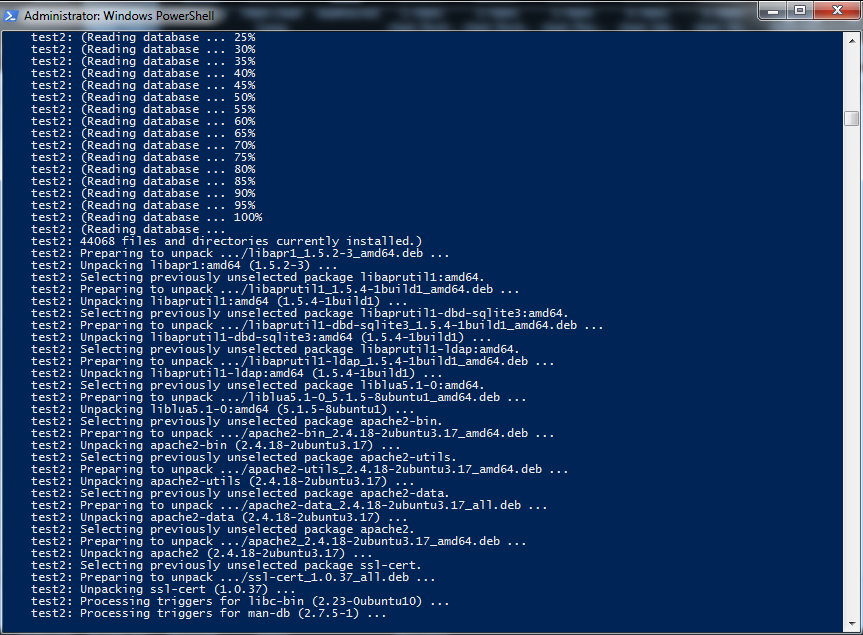 Administrator: Windows PowerShell
test2: (Reading database ... 25%
test2: (Reading database ... 30%
test2: (Reading database ... 35%
test2: (Reading database ... 40%
test2: (Reading database ... 45%
test2: (Reading database ... 50%
test2: (Reading database ... 55%
test2: (Reading database ... 60%
test2: (Reading database ... 65%
test2: (Reading database ... 70%
test2: (Reading database ... 75%
test2: (Reading database ... 80%
test2: (Reading database ... 85%
test2: (Reading database ... 90%
test2: (Reading database ... 95%
test2: (Reading database ... 100%
test2: (Reading database ...
test2: 44068 files and directories currently installed.)
test2: Preparing to unpack .../libapr1_1.5.2-3_amd64.deb ...
test2: Unpacking libapr1:amd64 (1.5.2-3) ...
test2: Selecting previously unselected package libaprutil1:amd64.
test2: Preparing to unpack .../libaprutil1_1.5.4-1build1_amd64.deb ...
test2: Unpacking libaprutil1:amd64 (1.5.4-1build1) ...
test2: Selecting previously unselected package libaprutil1-dbd-sqlite3:amd64.
test2: Preparing to unpack .../libaprutil1-dbd-sqlite3_1.5.4-1build1_amd64.deb ...
test2: Unpacking libaprutil1-dbd-sqlite3:amd64 (1.5.4-1build1) ...
test2: Selecting previously unselected package libaprutil1-ldap:amd64.
test2: Preparing to unpack .../libaprutil1-ldap_1.5.4-1build1_amd64.deb ...
test2: Unpacking libaprutil1-ldap:amd64 (1.5.4-1build1) ...
test2: Selecting previously unselected package liblua5.1-0:amd64.
test2: Preparing to unpack .../liblua5.1-0_5.1.5-8ubuntu1_amd64.deb ...
test2: Unpacking liblua5.1-0:amd64 (5.1.5-8ubuntu1) ...
test2: Selecting previously unselected package apache2-bin.
test2: Preparing to unpack .../apache2-bin_2.4.18-2ubuntu3.17_amd64.deb ...
test2: Unpacking apache2-bin (2.4.18-2ubuntu3.17) ...
test2: Selecting previously unselected package apache2-utils.
test2: Preparing to unpack .../apache2-utils_2.4.18-2ubuntu3.17_amd64.deb ...
test2: Unpacking apache2-utils (2.4.18-2ubuntu3.17) ...
test2: Selecting previously unselected package apache2-data.
test2: Preparing to unpack .../apache2-data_2.4.18-2ubuntu3.17_all.deb ...
test2: Unpacking apache2-data (2.4.18-2ubuntu3.17) ...
test2: Selecting previously unselected package apache2.
test2: Preparing to unpack .../apache2_2.4.18-2ubuntu3.17_amd64.deb ...
test2: Unpacking apache2 (2.4.18-2ubuntu3.17) ...
test2: Selecting previously unselected package ssl-cert.
test2: Preparing to unpack .../ssl-cert_1.0.37_all.deb ...
test2: Unpacking ssl-cert (1.0.37) ...
test2: Processing triggers for libc-bin (2.23-0ubuntu10) ...
test2: Processing triggers for man-db (2.7.5-1) ...